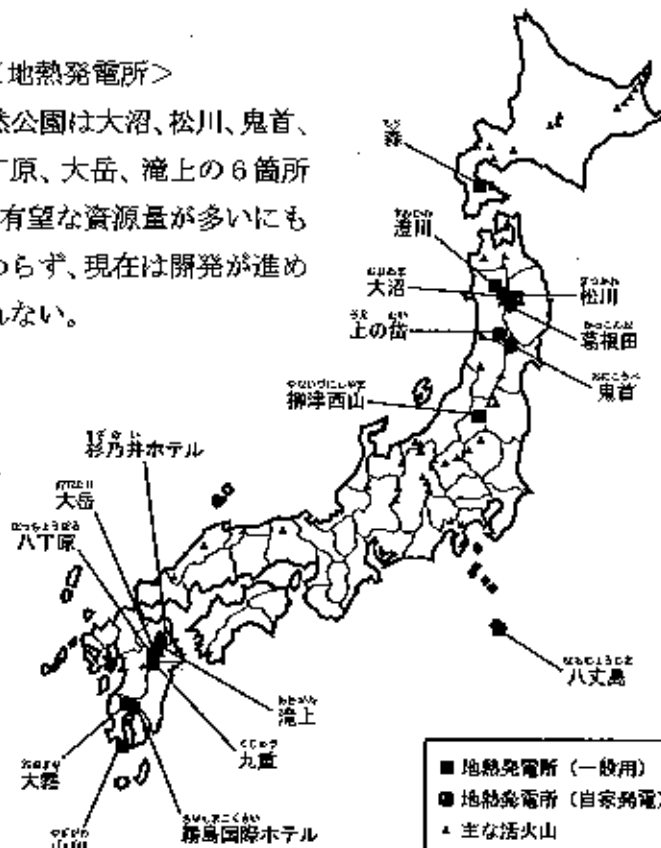 地熱発電所>
然公園は大沼、松川、鬼首、
丁原、大岳、滝上の6箇所
有望な資源量が多いにも
わらず、現在は開発が進め
れない。
森
澄川
大沼
松川
上の岱
葛根田
鬼首
柳津西山
杉乃井ホテル
大岳
八丁原
八丈島
滝上
九重
大霧
霧島国際ホテル
■ 地熱発電所（一般用）
● 地熱発電所（自家発電）
▲ 主な活火山